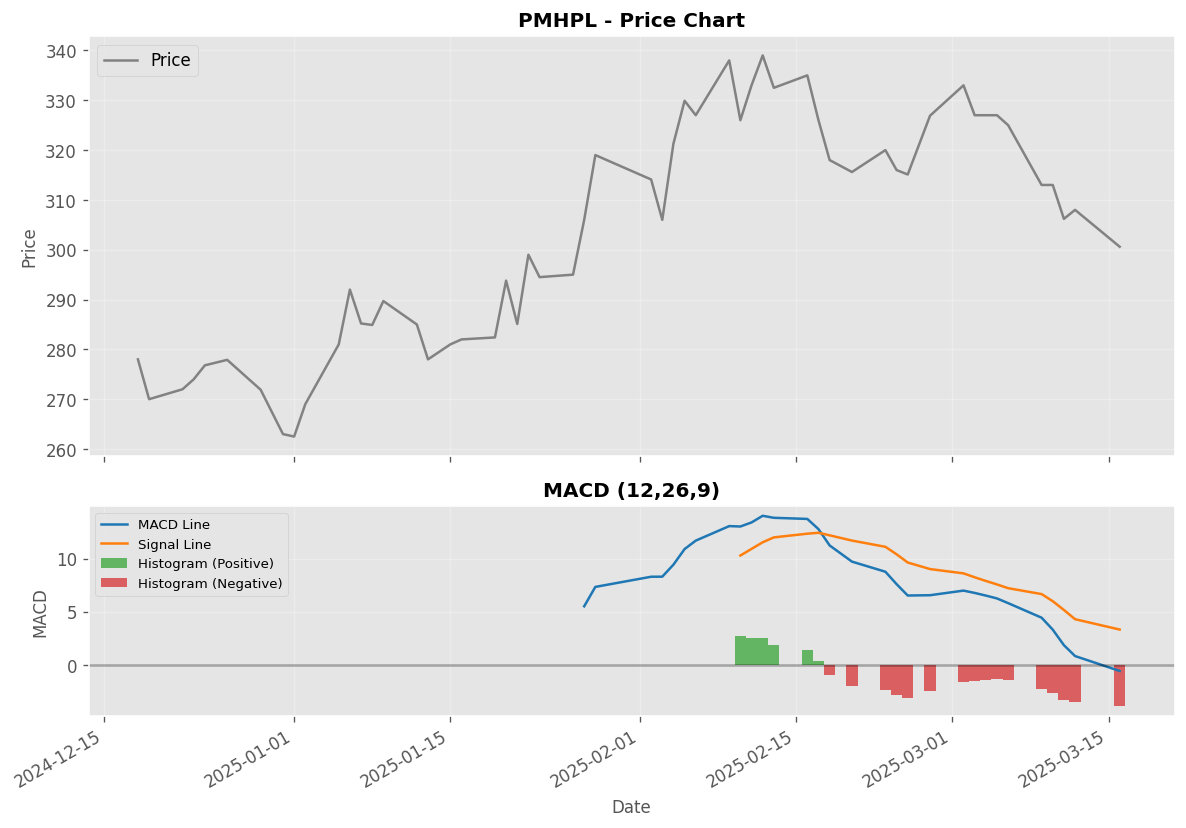 PMHPL - Price Chart
Price
340
330
320
310
300
290
280
270
260
Price
MACD (12,26,9)
MACD Line
Signal Line
Histogram (Positive)
Histogram (Negative)
10
5
0
MACD
2024-12-15
2025-01-01
2025-01-15
2025-02-01
2025-02-15
2025-03-01
2025-03-15
Date